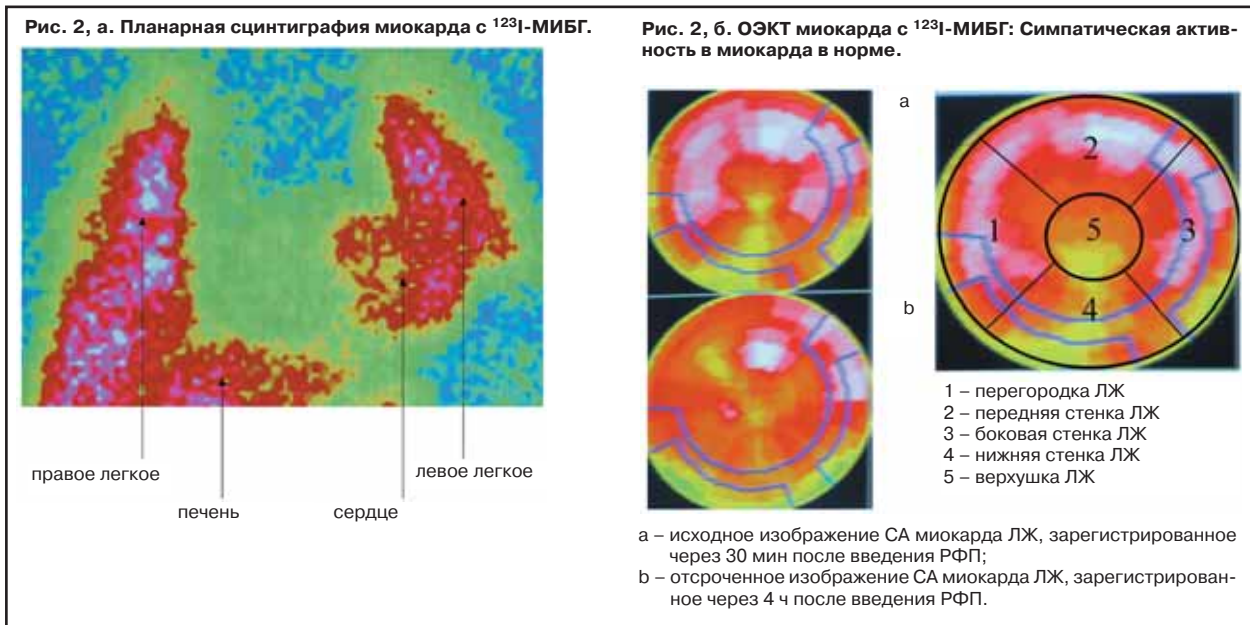 Рис. 2, а. Планарная сцинтиграфия миокарда с ¹²³I-МИБГ.
правое легкое
левое легкое
печень
сердце
Рис. 2, б. ОЭКТ миокарда с ¹²³I-МИБГ: Симпатическая актив-
ность в миокарда в норме.
a
b
2
1
5
3
4
1 – перегородка ЛЖ
2 – передняя стенка ЛЖ
3 – боковая стенка ЛЖ
4 – нижняя стенка ЛЖ
5 – верхушка ЛЖ
a – исходное изображение СА миокарда ЛЖ, зарегистрированное
через 30 мин после введения РФП;
b – отсроченное изображение СА миокарда ЛЖ, зарегистрирован-
ное через 4 ч после введения РФП.